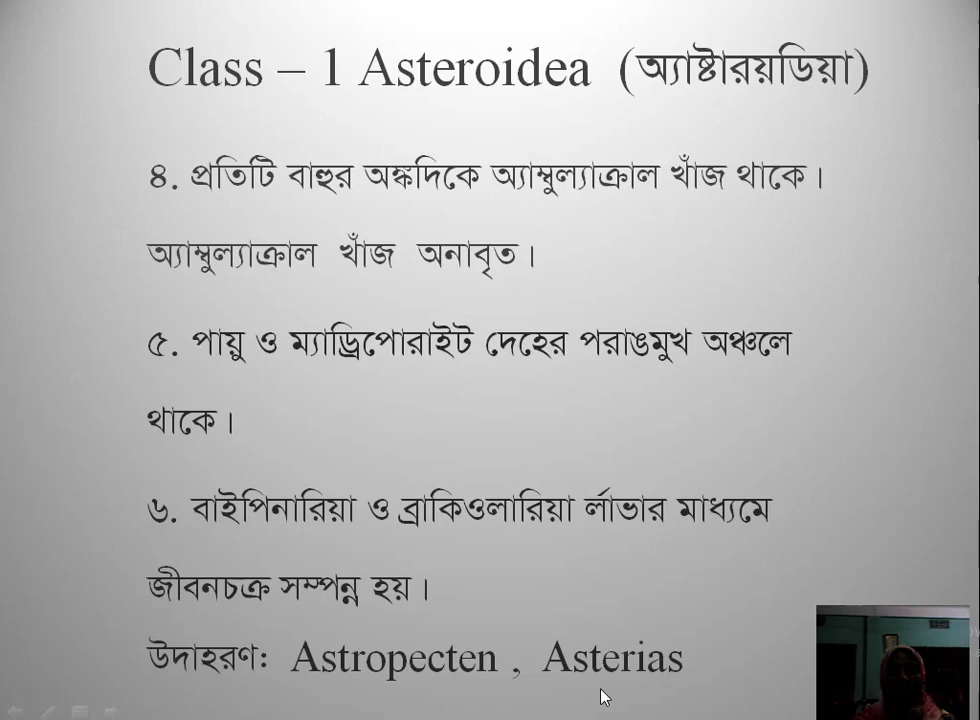 Class – 1 Asteroidea (অ্যাষ্টারয়ডিয়া)
৪. প্রতিটি বাহুর অঙ্কদিকে অ্যাম্বুল্যাক্রাল খাঁজ থাকে।
অ্যাম্বুল্যাক্রাল খাঁজ অনাবৃত।
৫. পায়ু ও ম্যাড্রিপোরাইট দেহের পরাঙমুখ অঞ্চলে
থাকে।
৬. বাইপিনারিয়া ও ব্রাকিওলারিয়া র্লাভার মাধ্যমে
জীবনচক্র সম্পন্ন হয়।
উদাহরণঃ Astropecten , Asterias